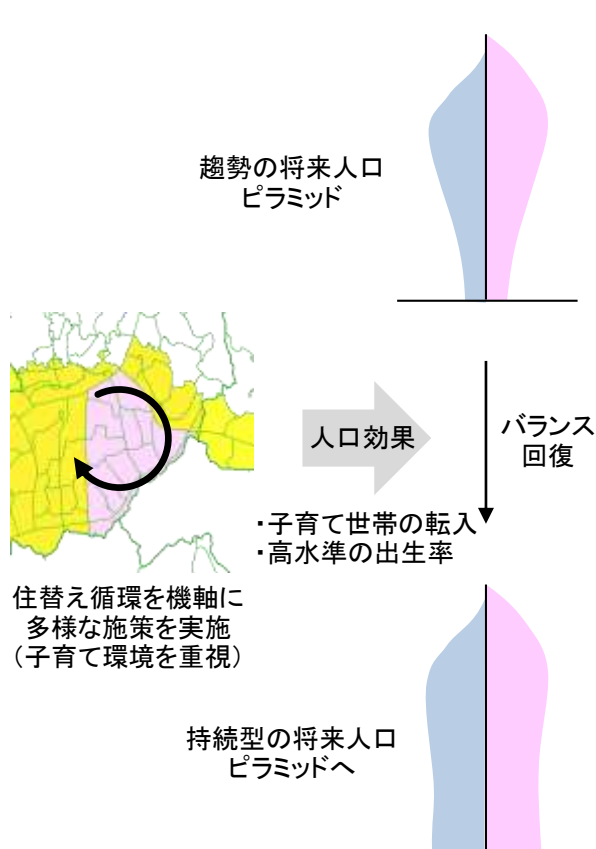 趨勢の将来人口
ピラミッド
人口効果
バランス
回復
・子育て世帯の転入
・高水準の出生率
住替え循環を機軸に
多様な施策を実施
（子育て環境を重視）
持続型の将来人口
ピラミッドへ